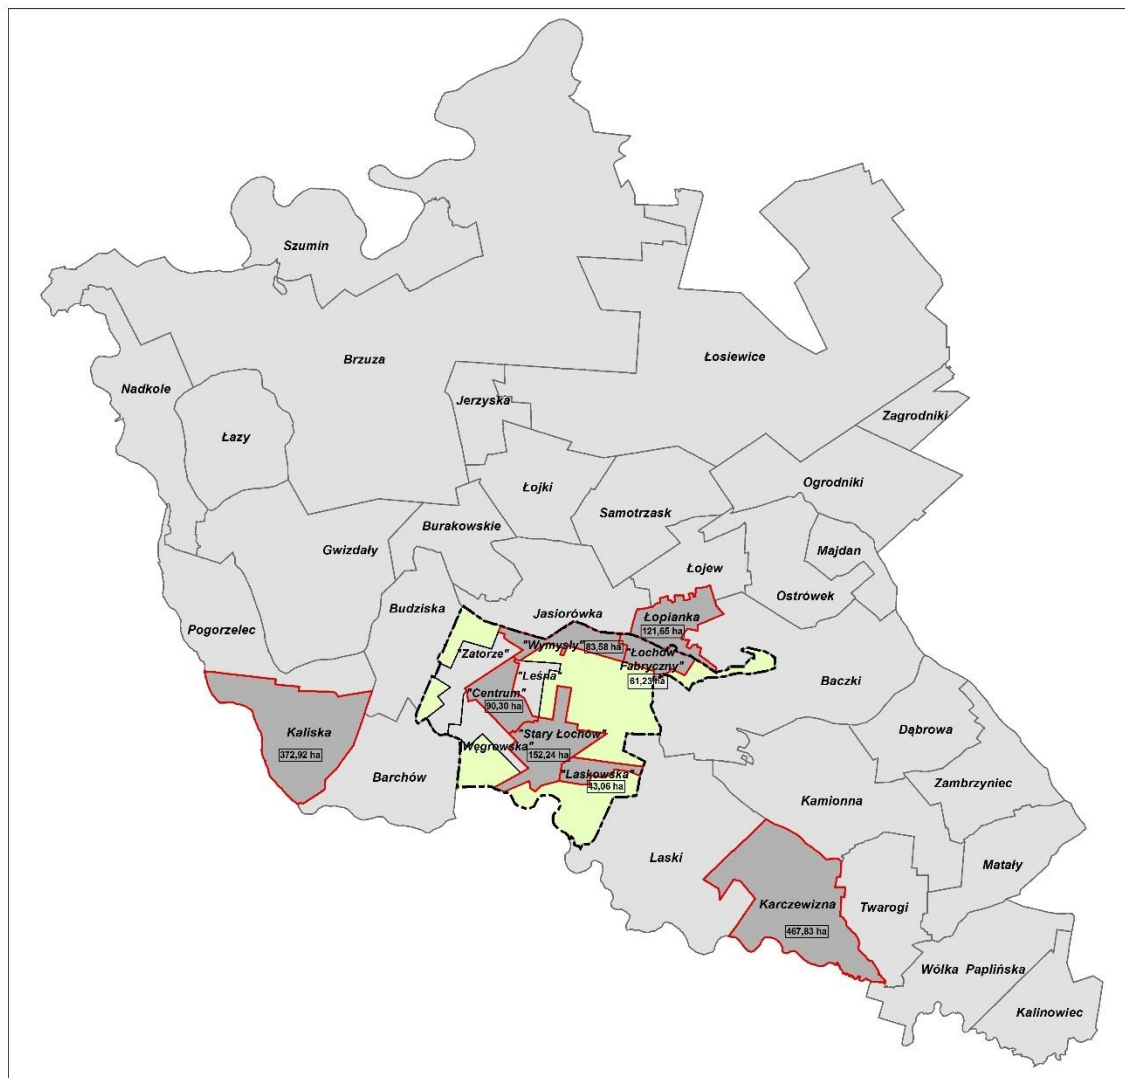 Szumin
Brzuza
Łosiewice
Nadkole
Jerzyska
Zagrodniki
Łazy
Ogrodniki
Łojki
Samotrzask
Burakowskie
Gwizdały
Majdan
Łojew
Ostrówek
Budziska
Jasiorówka
Łopianka
121,65 ha
Pogorzelec
"Wymysły"
83,58 ha
"Zatorze"
"Łochów
Fabryczny"
61,23 ha
"Leśna"
Baczki
"Centrum"
90,30 ha
Kaliska
372,92 ha
"Stary Łochów"
152,24 ha
Węgrowska"
Dąbrowa
Barchów
"Laskowska"
43,06 ha
Zambrzyniec
Kamionna
Laski
Matały
Karczewizna
467,83 ha
Twarogi
Wólka Paplińska
Kalinowiec